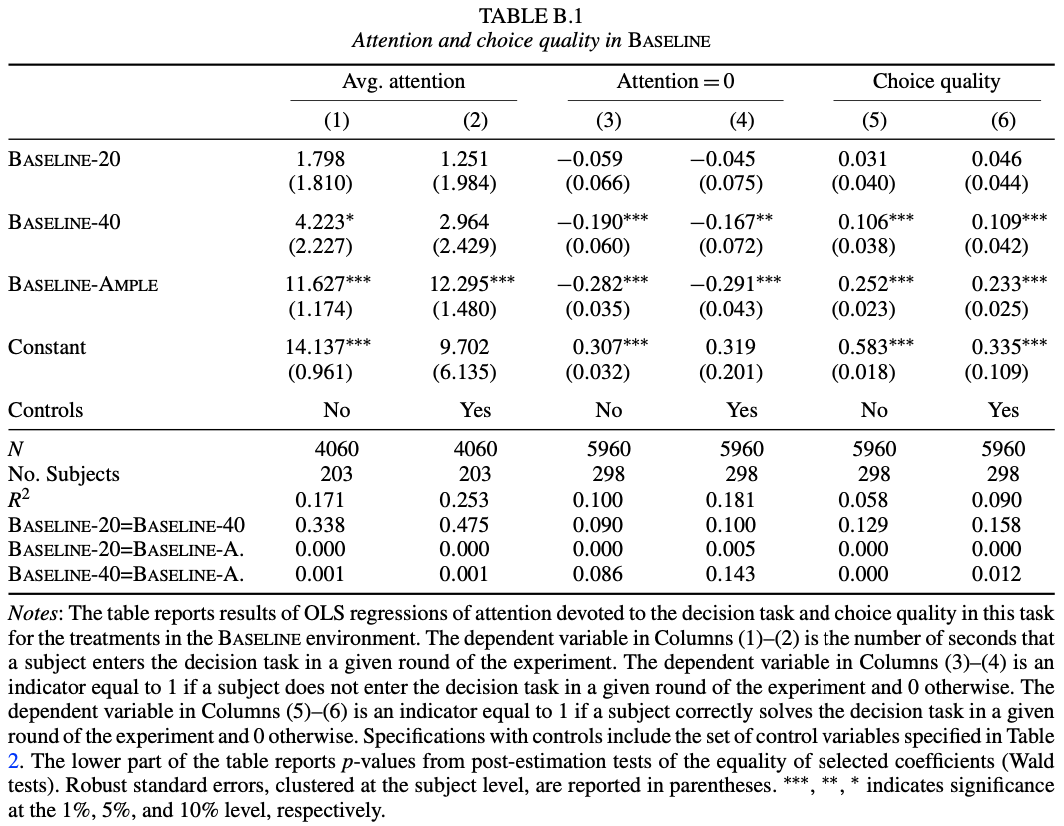 TABLE B.1
Attention and choice quality in BASELINE
Avg. attention Attention = 0 Choice quality
(1) (2) (3) (4) (5) (6)
BASELINE-20 1.798 1.251 −0.059 −0.045 0.031 0.046
(1.810) (1.984) (0.066) (0.075) (0.040) (0.044)
BASELINE-40 4.223* 2.964 −0.190*** −0.167** 0.106*** 0.109***
(2.227) (2.429) (0.060) (0.072) (0.038) (0.042)
BASELINE-AMPLE 11.627*** 12.295*** −0.282*** −0.291*** 0.252*** 0.233***
(1.174) (1.480) (0.035) (0.043) (0.023) (0.025)
Constant 14.137*** 9.702 0.307*** 0.319 0.583*** 0.335***
(0.961) (6.135) (0.032) (0.201) (0.018) (0.109)
Controls No Yes No Yes No Yes
N 4060 4060 5960 5960 5960 5960
No. Subjects 203 203 298 298 298 298
R² 0.171 0.253 0.100 0.181 0.058 0.090
BASELINE-20=BASELINE-40 0.338 0.475 0.090 0.100 0.129 0.158
BASELINE-20=BASELINE-A. 0.000 0.000 0.000 0.005 0.000 0.000
BASELINE-40=BASELINE-A. 0.001 0.001 0.086 0.143 0.000 0.012
Notes: The table reports results of OLS regressions of attention devoted to the decision task and choice quality in this task
for the treatments in the BASELINE environment. The dependent variable in Columns (1)–(2) is the number of seconds that
a subject enters the decision task in a given round of the experiment. The dependent variable in Columns (3)–(4) is an
indicator equal to 1 if a subject does not enter the decision task in a given round of the experiment and 0 otherwise. The
dependent variable in Columns (5)–(6) is an indicator equal to 1 if a subject correctly solves the decision task in a given
round of the experiment and 0 otherwise. Specifications with controls include the set of control variables specified in Table
2. The lower part of the table reports p-values from post-estimation tests of the equality of selected coefficients (Wald
tests). Robust standard errors, clustered at the subject level, are reported in parentheses. ***, **, * indicates significance
at the 1%, 5%, and 10% level, respectively.